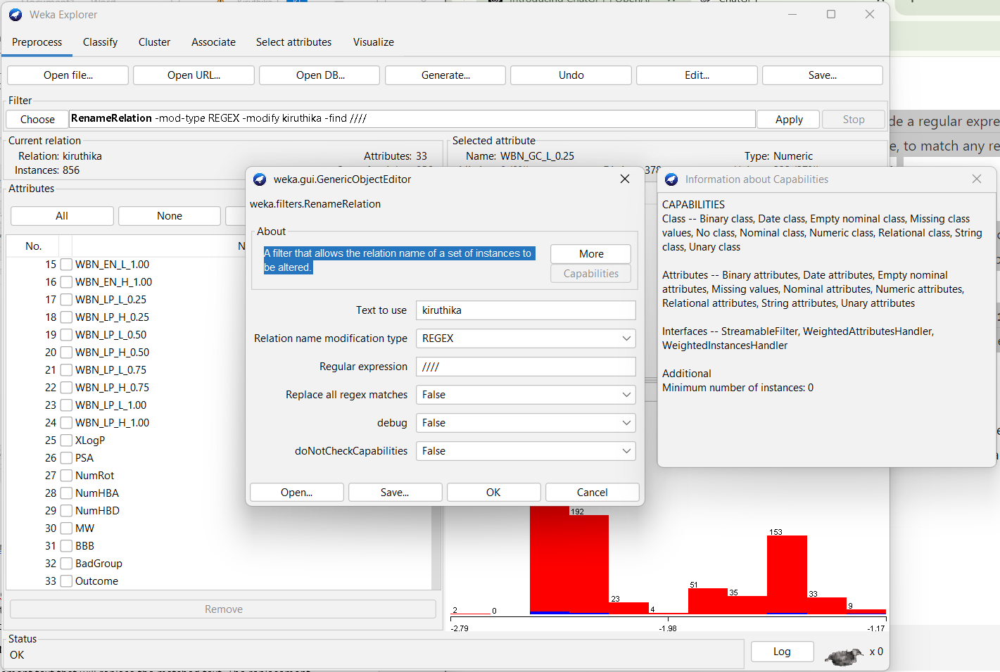 Weka Explorer
Preprocess Classify Cluster Associate Select attributes Visualize
Open file... Open URL... Open DB... Generate... Undo Edit... Save...
Filter
Choose RenameRelation -mod-type REGEX -modify kiruthika -find //// Apply Stop
Current relation
Relation: kiruthika Attributes: 33
Instances: 856
Selected attribute
Name: WBN_GC_L_0.25 Type: Numeric
378
Attributes
All None
No. N
15 WBN_EN_L_1.00
16 WBN_EN_H_1.00
17 WBN_LP_L_0.25
18 WBN_LP_H_0.25
19 WBN_LP_L_0.50
20 WBN_LP_H_0.50
21 WBN_LP_L_0.75
22 WBN_LP_H_0.75
23 WBN_LP_L_1.00
24 WBN_LP_H_1.00
25 XLogP
26 PSA
27 NumRot
28 NumHBA
29 NumHBD
30 MW
31 BBB
32 BadGroup
33 Outcome
Remove
Status
OK
weka.gui.GenericObjectEditor
weka.filters.RenameRelation
About
A filter that allows the relation name of a set of instances to
be altered.
More
Capabilities
Text to use kiruthika
Relation name modification type REGEX
Regular expression ////
Replace all regex matches False
debug False
doNotCheckCapabilities False
Open... Save... OK Cancel
Information about Capabilities
CAPABILITIES
Class -- Binary class, Date class, Empty nominal class, Missing class
values, No class, Nominal class, Numeric class, Relational class, String
class, Unary class
Attributes -- Binary attributes, Date attributes, Empty nominal
attributes, Missing values, Nominal attributes, Numeric attributes,
Relational attributes, String attributes, Unary attributes
Interfaces -- StreamableFilter, WeightedAttributesHandler,
WeightedInstancesHandler
Additional
Minimum number of instances: 0
de a regular expre
e, to match any re
2 0 192 23 4 51 35 153 33 9
-2.79 -1.98 -1.17
Log x 0